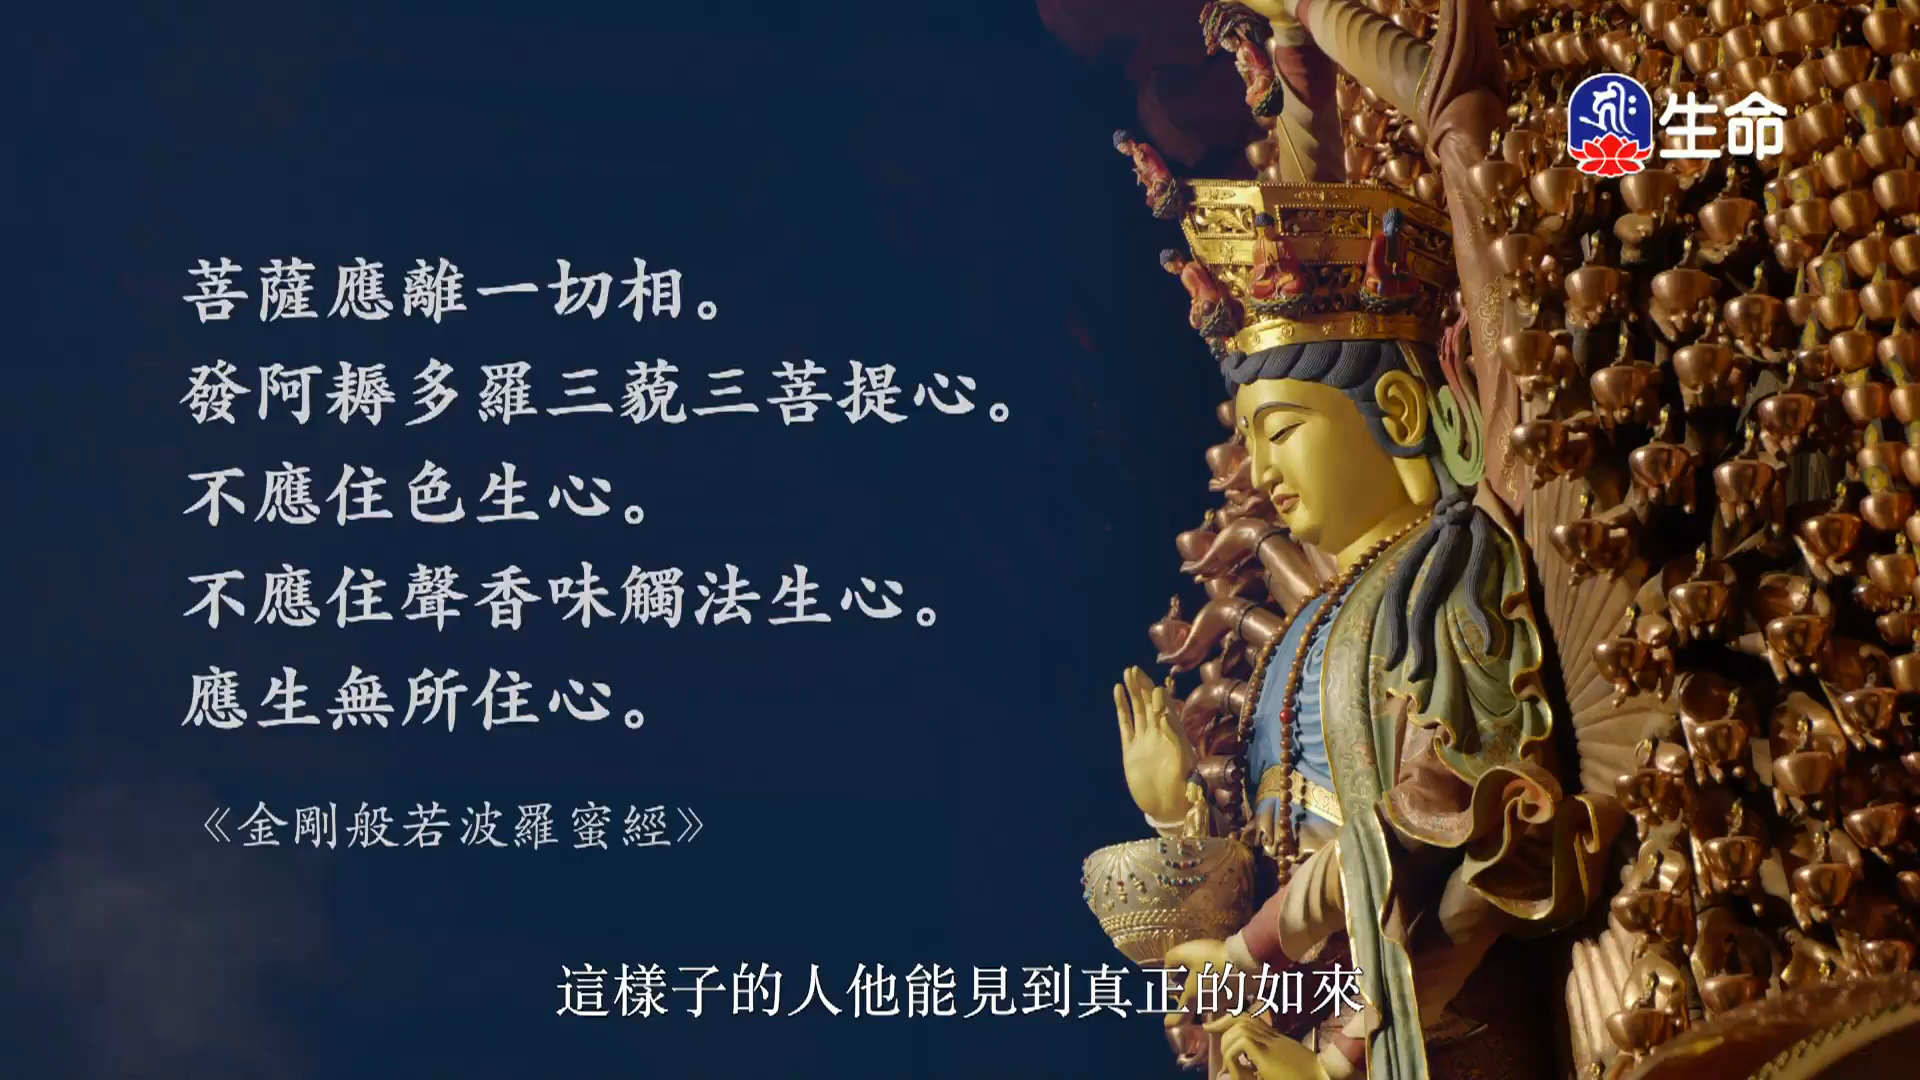 生命
菩薩應離一切相。
發阿耨多羅三藐三菩提心。
不應住色生心。
不應住聲香味觸法生心。
應生無所住心。
《金剛般若波羅蜜經》
這樣子的人他能見到真正的如來